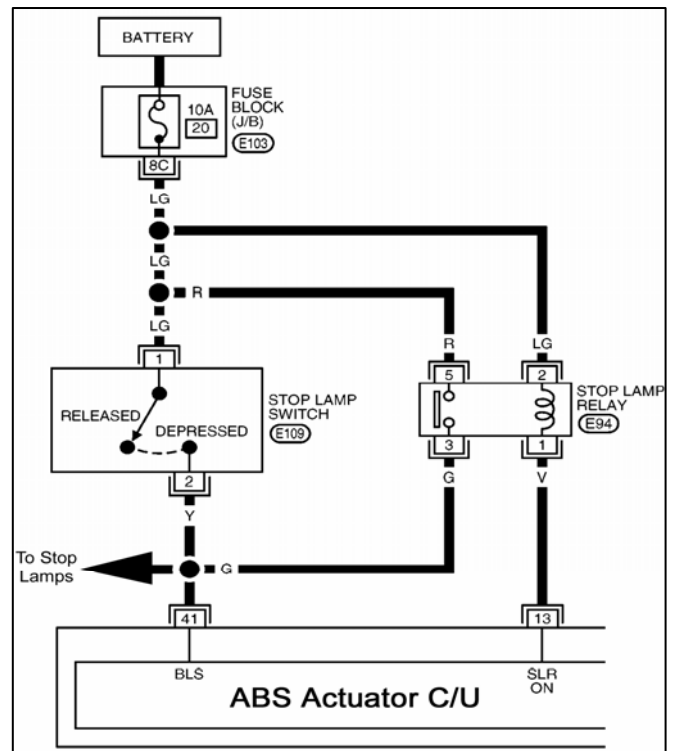 BATTERY
FUSE
BLOCK
(J/B)
E103
10A
20
8C
LG
LG
R
LG
R
LG
1
5
2
RELEASED
DEPRESSED
STOP LAMP
SWITCH
E109
STOP LAMP
RELAY
E94
2
3
1
Y
G
V
To Stop
Lamps
G
41
13
BLS
SLR
ON
ABS Actuator C/U